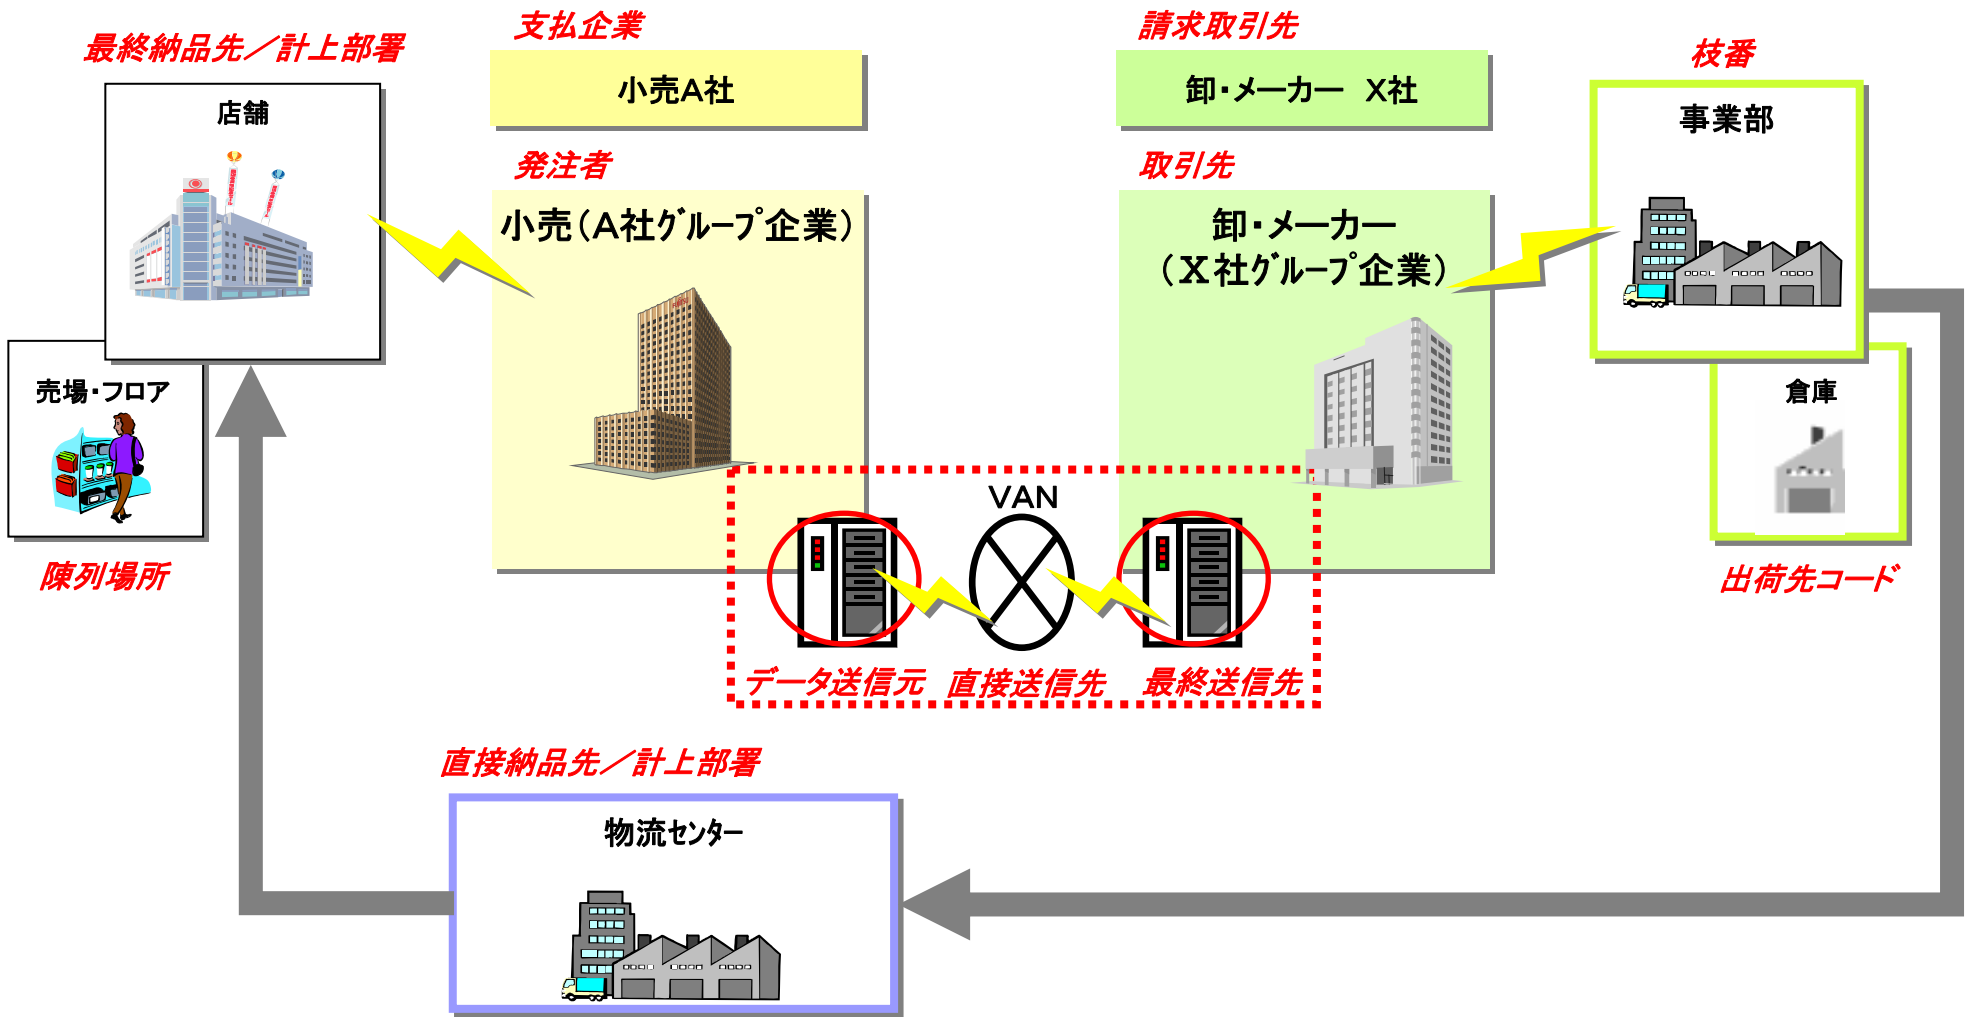 支払企業
請求取引先
最終納品先／計上部署
枝番
小売A社
卸・メーカー　X社
店舗
事業部
発注者
取引先
小売（A社ｸﾞﾙｰﾌﾟ企業）
卸・メーカー
（X社ｸﾞﾙｰﾌﾟ企業）
売場・フロア
倉庫
VAN
陳列場所
出荷先コード
データ送信元
直接送信先
最終送信先
直接納品先／計上部署
物流ｾﾝﾀｰ